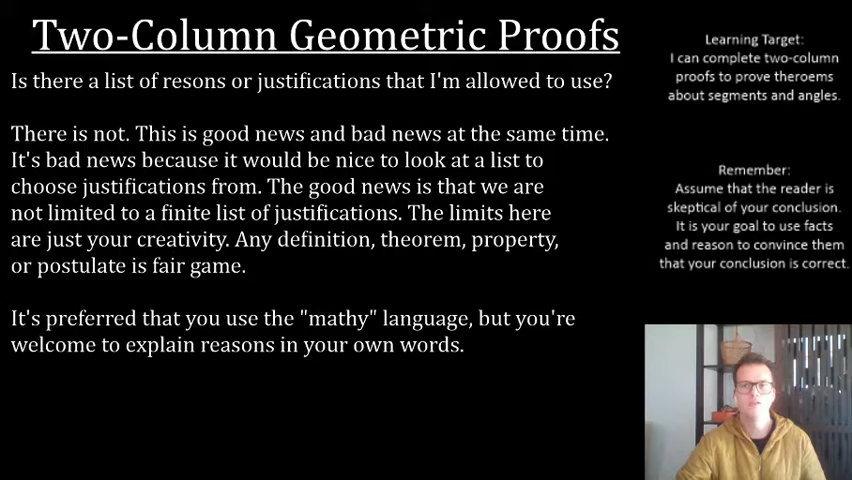 Two-Column Geometric Proofs
Is there a list of resons or justifications that I'm allowed to use?
There is not. This is good news and bad news at the same time.
It's bad news because it would be nice to look at a list to
choose justifications from. The good news is that we are
not limited to a finite list of justifications. The limits here
are just your creativity. Any definition, theorem, property,
or postulate is fair game.
It's preferred that you use the "mathy" language, but you're
welcome to explain reasons in your own words.
Learning Target:
I can complete two-column
proofs to prove theroems
about segments and angles.
Remember:
Assume that the reader is
skeptical of your conclusion.
It is your goal to use facts
and reason to convince them
that your conclusion is correct.